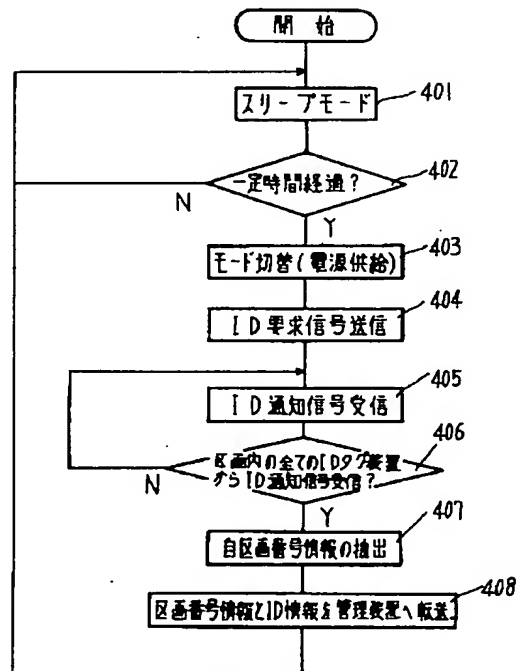 開始
スリープモード
401
一定時間経過?
402
N
Y
モード切替(電源供給)
403
ID要求信号送信
404
ID通知信号受信
405
区画内の全てのIDタグ装置
からID通知信号受信?
406
N
Y
自区画番号情報の抽出
407
区画番号情報とID情報を管理装置へ転送
408